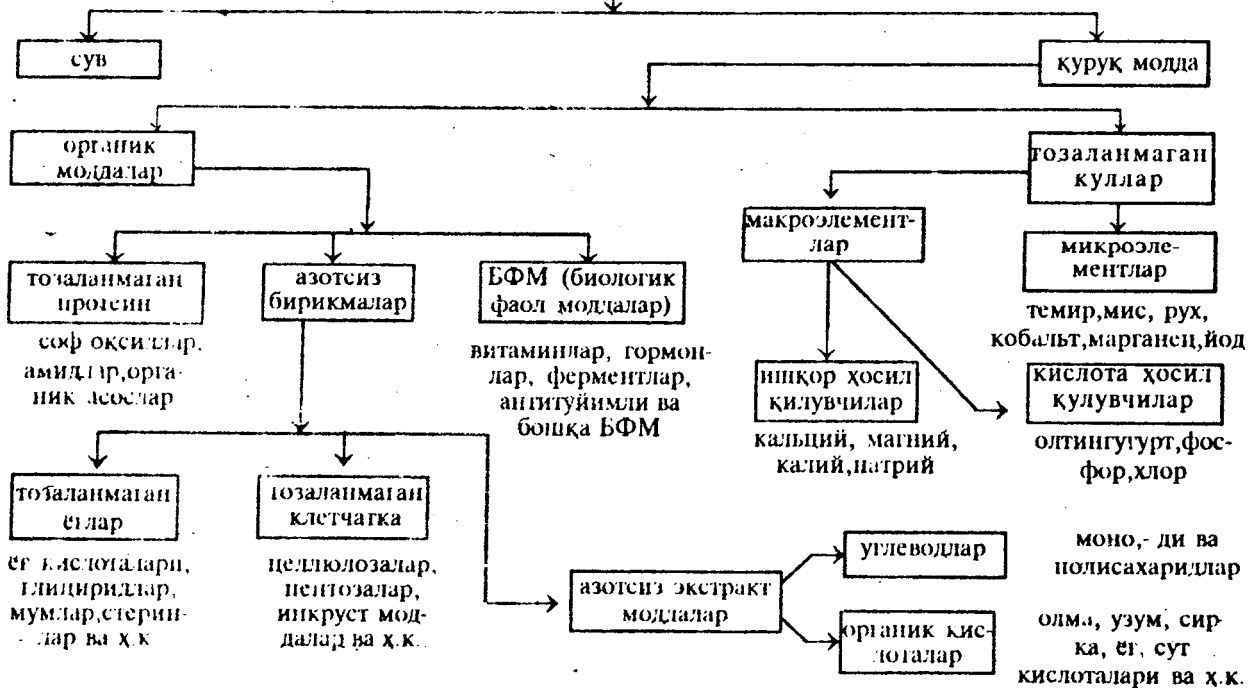 сув
қуруқ модда
органик
моддалар
тозаланмаган
куллар
макроэлемент-
лар
микроэле-
ментлар
темир,мис, рух,
кобальт,марганец,йод
тозаланмаган
протеин
азотсиз
бирикмалар
БФМ (биологик
фаол моддалар)
соф оқсиллар,
амидлар,орга-
ник асослар
витаминлар, гормон-
лар, ферментлар,
антитуйимли ва
бошқа БФМ
ишқор ҳосил
қилувчилар
кальций, магний,
калий,натрий
кислота ҳосил
қулувчилар
олтингугурт,фос-
фор,хлор
тозаланмаган
ёғлар
ёғ кислоталари,
глицириллар,
мумлар,стерин-
лар ва ҳ.к
тозаланмаган
клетчатка
целлюлозалар,
пентозалар,
инкруст мод-
далар ва ҳ.к.
азотсиз экстракт
моддалар
углеводлар
моно,- ди ва
полисахаридлар
органик кис-
лоталар
олма, узум, сир-
ка, ёғ, сут
кислоталари ва ҳ.к.